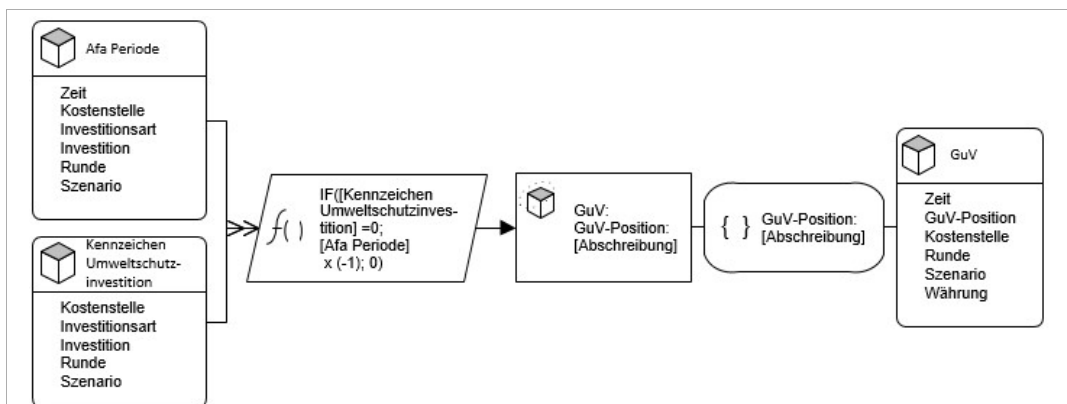 Afa Periode
Zeit
Kostenstelle
Investitionsart
Investition
Runde
Szenario
Kennzeichen
Umweltschutz-
investition
Kostenstelle
Investitionsart
Investition
Runde
Szenario
f()
IF([Kennzeichen
Umweltschutzinves-
tition] =0;
[Afa Periode]
x (-1); 0)
GuV:
GuV-Position:
[Abschreibung]
{ }
GuV-Position:
[Abschreibung]
GuV
Zeit
GuV-Position
Kostenstelle
Runde
Szenario
Währung